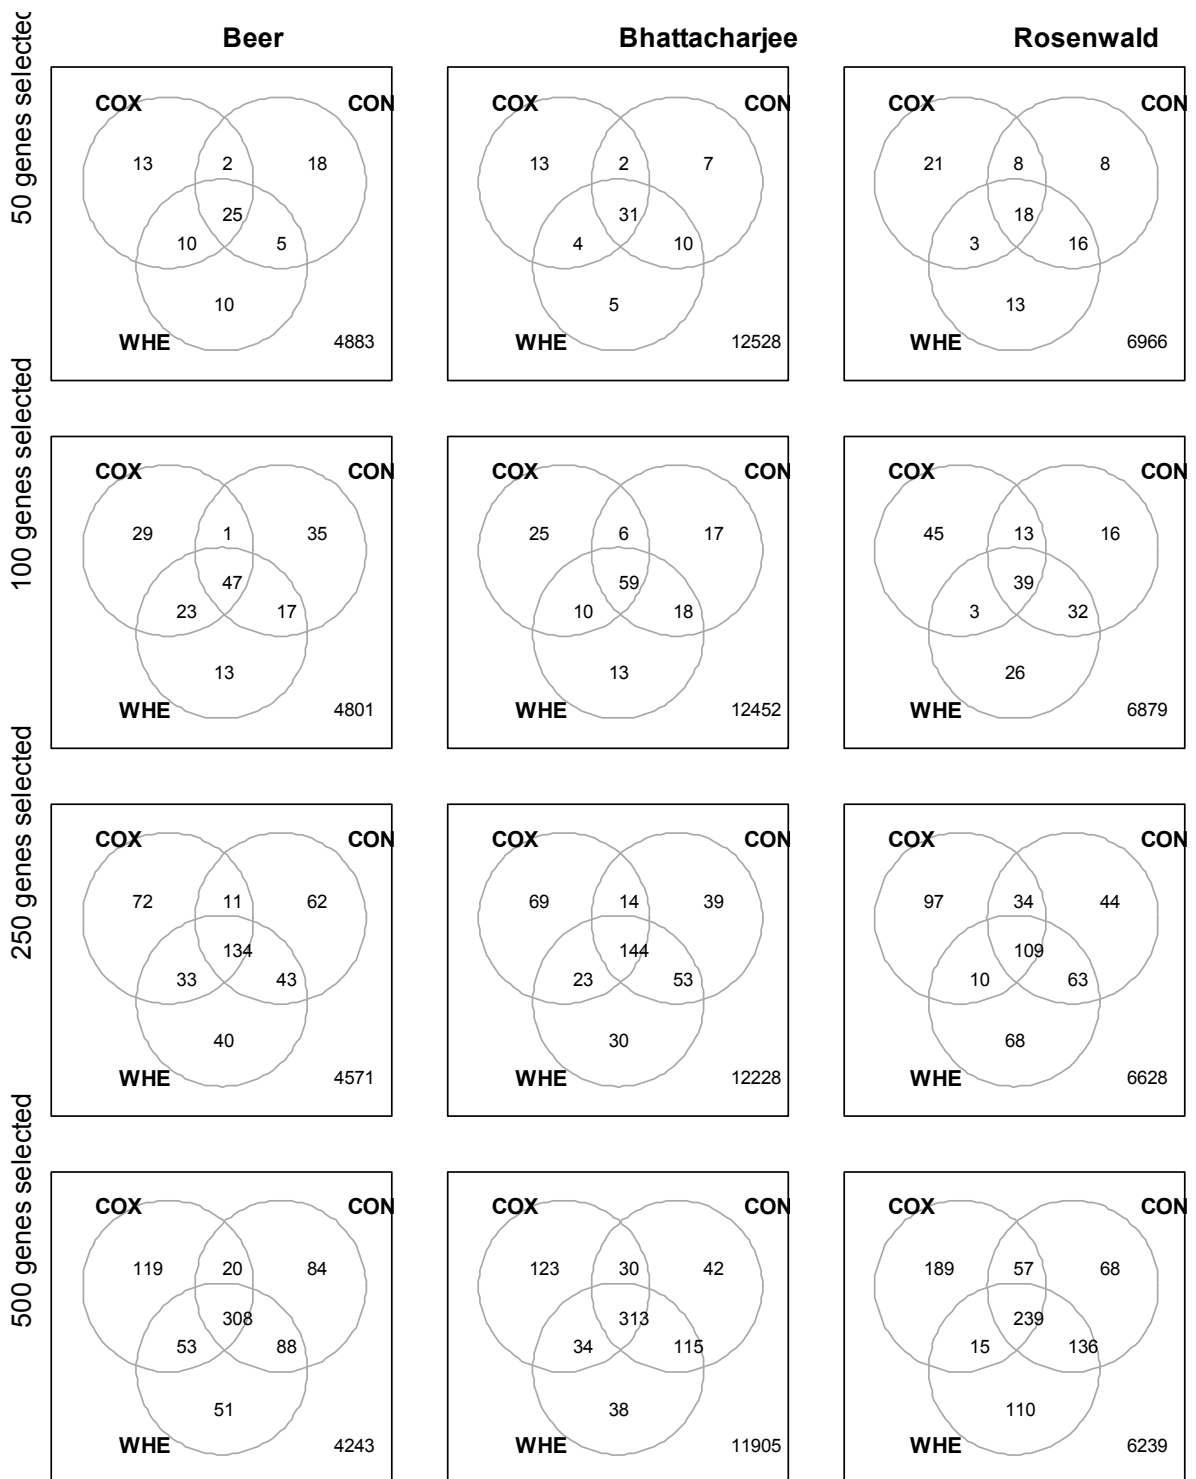 Beer Bhattacharjee Rosenwald
50 genes selected
COX CON COX CON COX CON
13 2 18 13 2 7 21 8 8
25 31 18
10 5 4 10 3 16
10 5 13
WHE 4883 WHE 12528 WHE 6966
100 genes selected
COX CON COX CON COX CON
29 1 35 25 6 17 45 13 16
47 59 39
23 17 10 18 3 32
13 13 26
WHE 4801 WHE 12452 WHE 6879
250 genes selected
COX CON COX CON COX CON
72 11 62 69 14 39 97 34 44
134 144 109
33 43 23 53 10 63
40 30 68
WHE 4571 WHE 12228 WHE 6628
500 genes selected
COX CON COX CON COX CON
119 20 84 123 30 42 189 57 68
308 313 239
53 88 34 115 15 136
51 38 110
WHE 4243 WHE 11905 WHE 6239